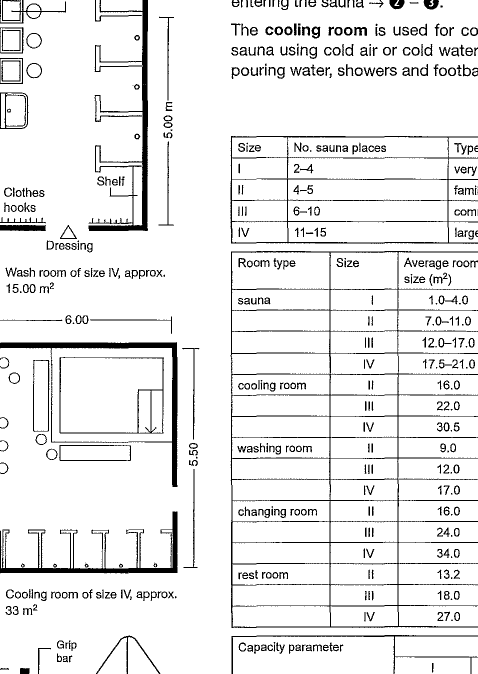 entering the sauna → ❷ – ❸.
The cooling room is used for co
sauna using cold air or cold water
pouring water, showers and footba
5.00 m
Shelf
Clothes
hooks
Dressing
Wash room of size IV, approx.
15.00 m²
6.00
5.50
Cooling room of size IV, approx.
33 m²
Grip
bar
Size No. sauna places Type
I 2–4 very
II 4–5 fami
III 6–10 com
IV 11–15 large
Room type Size Average room
size (m²)
sauna I 1.0–4.0
II 7.0–11.0
III 12.0–17.0
IV 17.5–21.0
cooling room II 16.0
III 22.0
IV 30.5
washing room II 9.0
III 12.0
IV 17.0
changing room II 16.0
III 24.0
IV 34.0
rest room II 13.2
III 18.0
IV 27.0
Capacity parameter
I